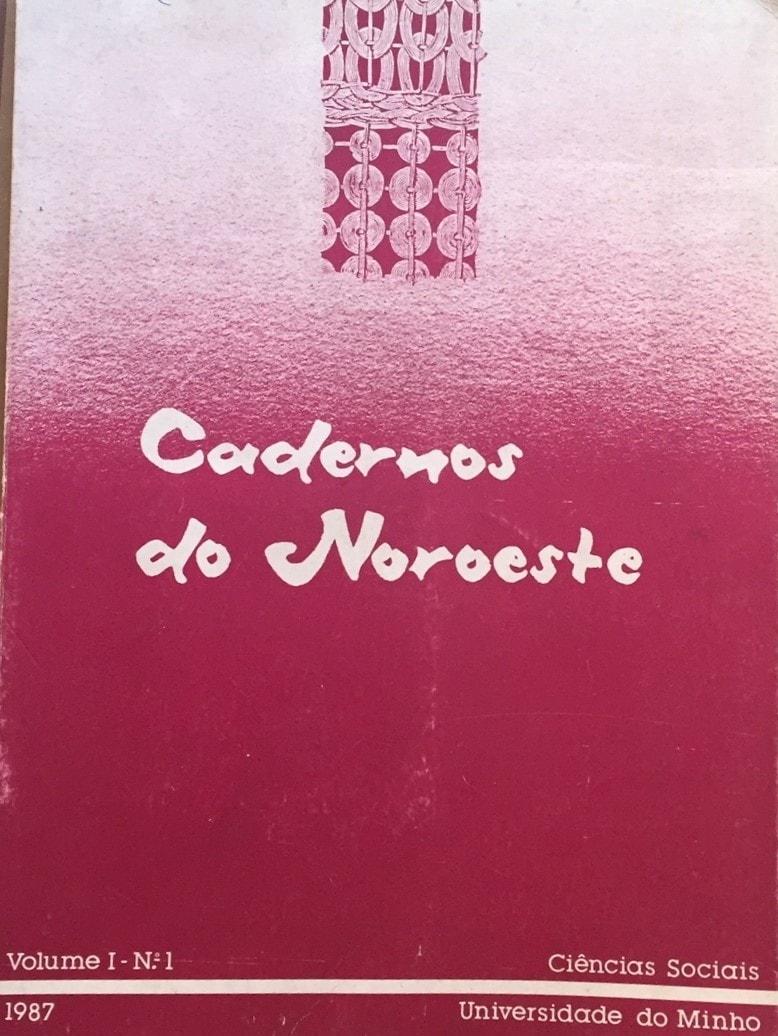 Cadernos
do Noroeste
Volume I - N.º 1
Ciências Sociais
1987
Universidade do Minho